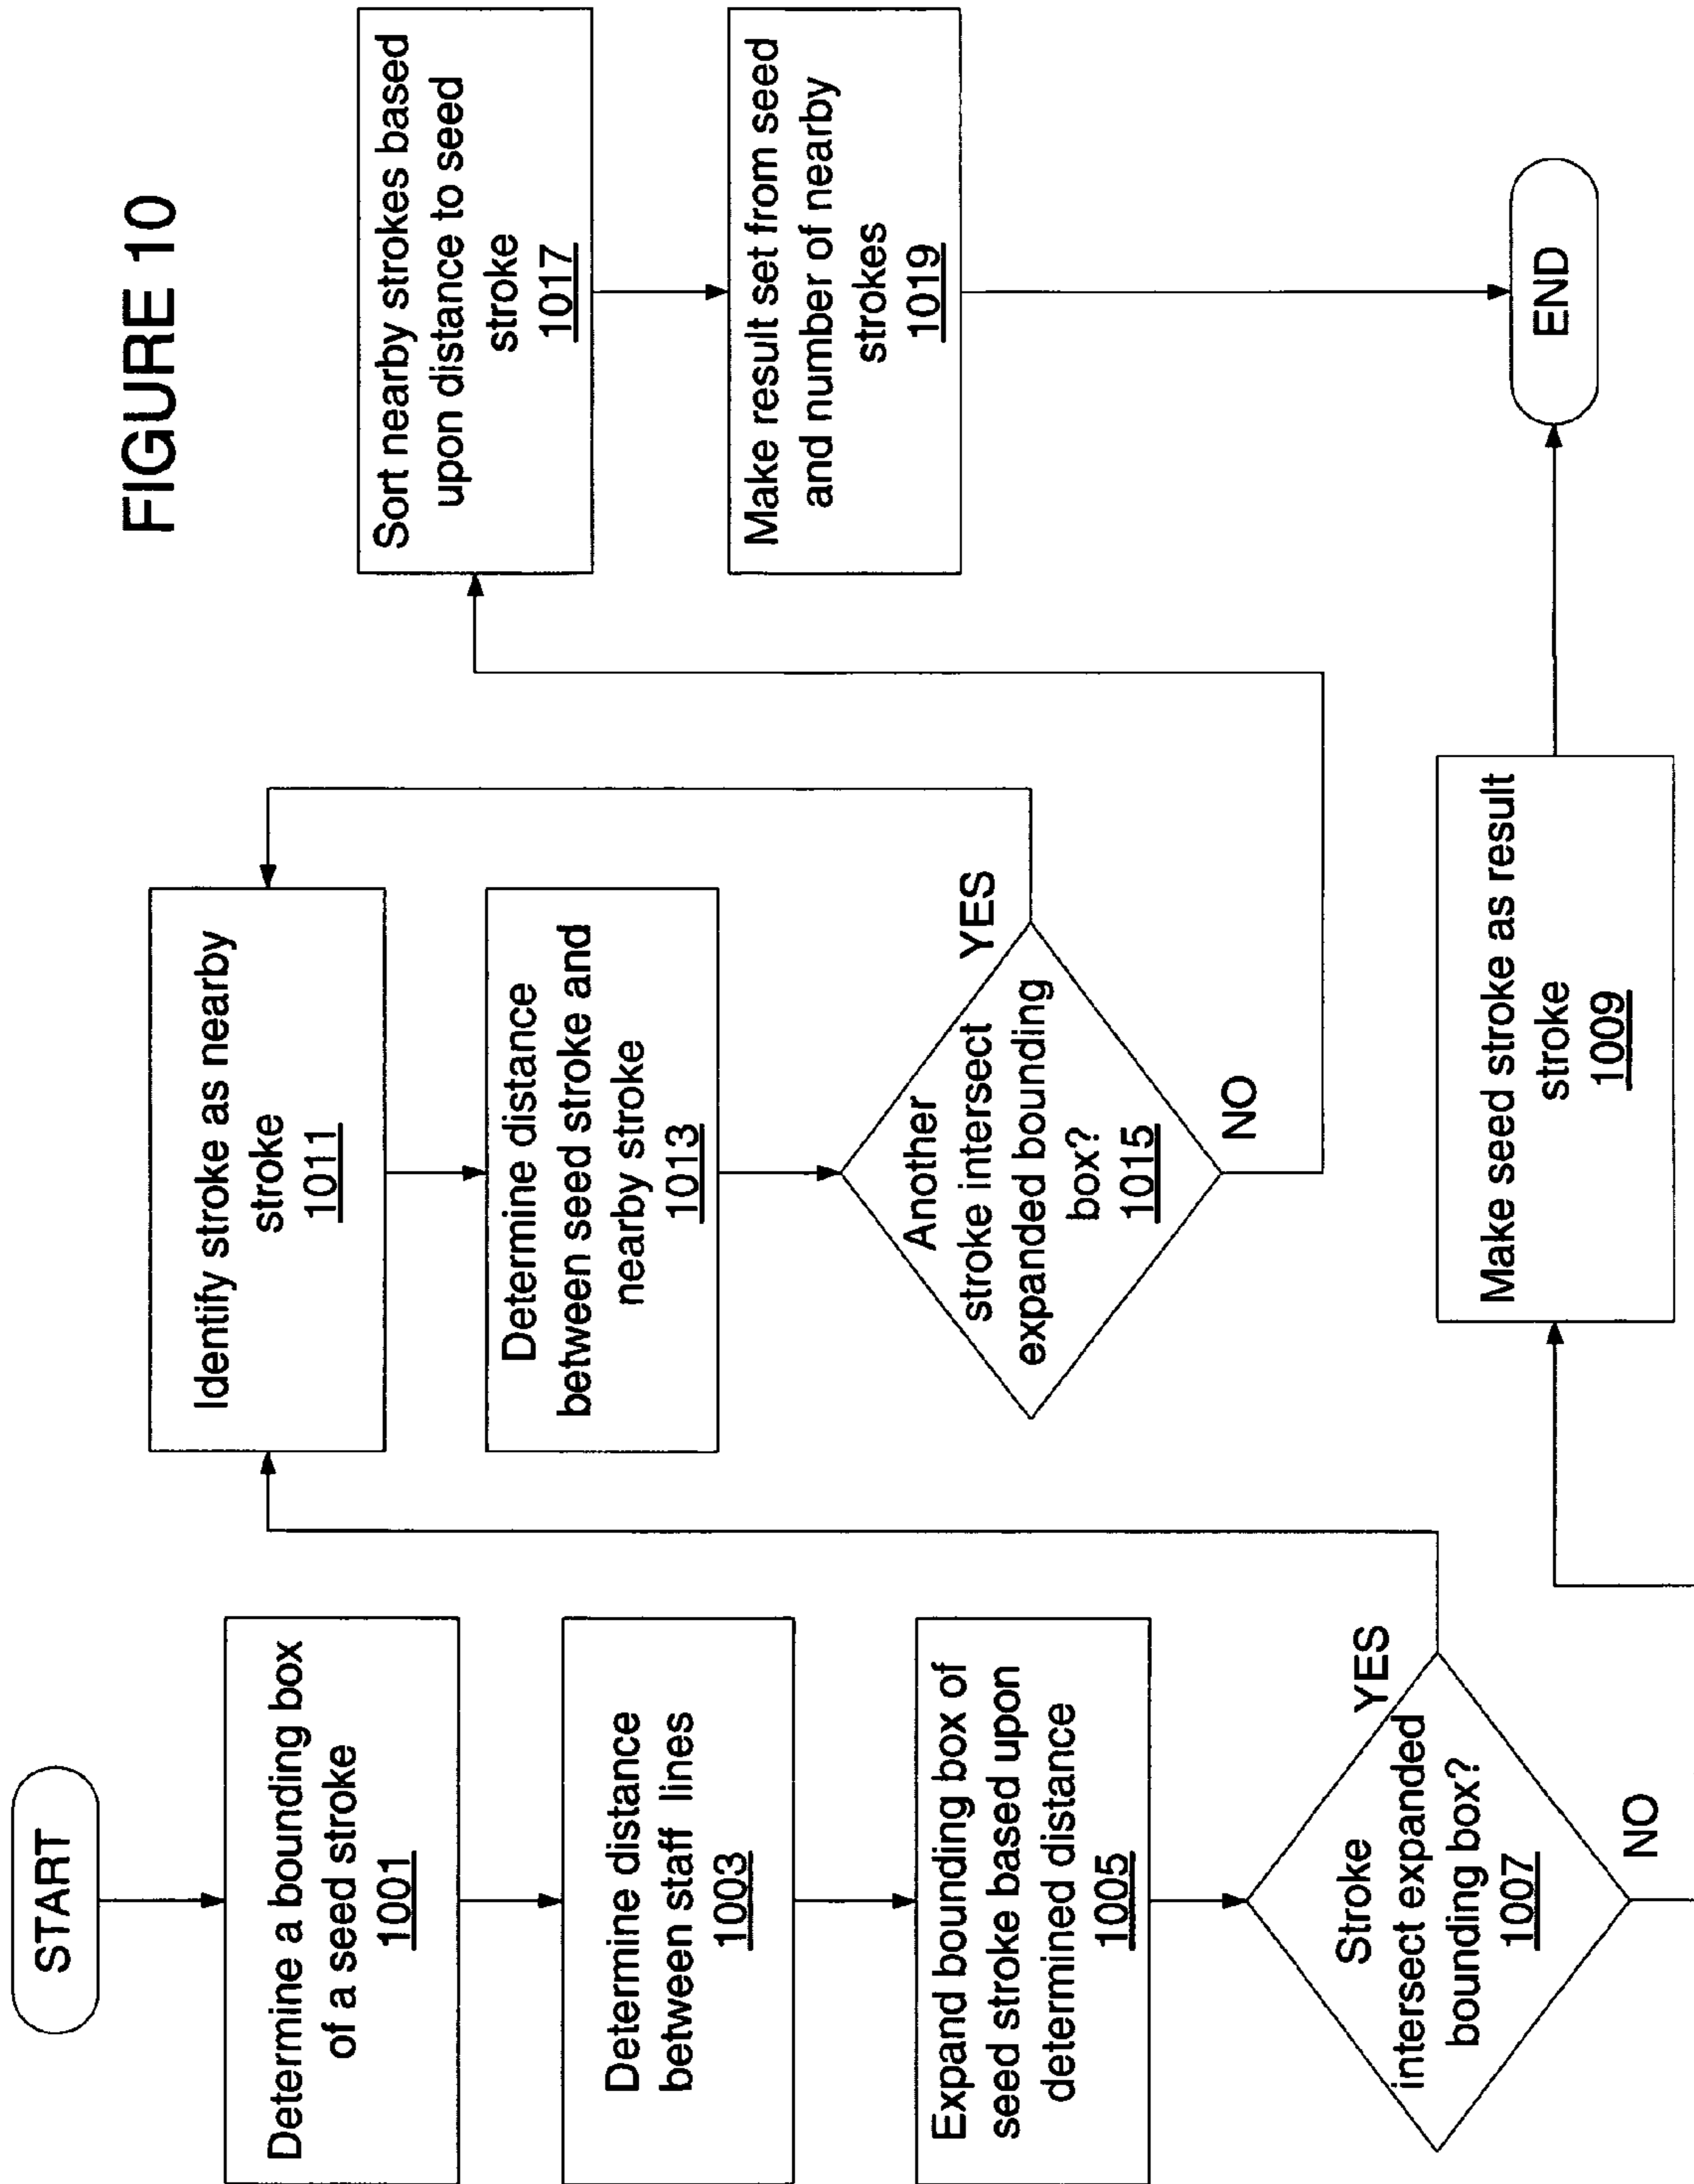 FIGURE 10
START
Determine a bounding box
of a seed stroke
1001
Determine distance
between staff lines
1003
Expand bounding box of
seed stroke based upon
determined distance
1005
Stroke
intersect expanded
bounding box?
1007
YES
NO
Identify stroke as nearby
stroke
1011
Determine distance
between seed stroke and
nearby stroke
1013
Another
stroke intersect
expanded bounding
box?
1015
YES
NO
Make seed stroke as result
stroke
1009
Sort nearby strokes based
upon distance to seed
stroke
1017
Make result set from seed
and number of nearby
strokes
1019
END